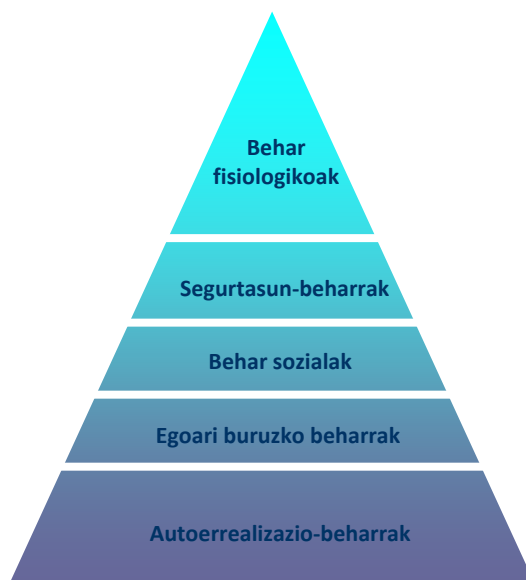 Behar
fisiologikoak
Segurtasun-beharrak
Behar sozialak
Egoari buruzko beharrak
Autoerrealizazio-beharrak